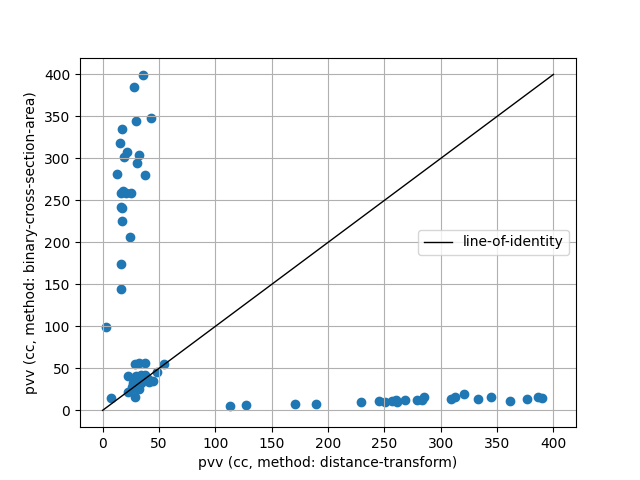 400
350
300
250
200
150
100
50
0
pvv (cc, method: binary-cross-section-area)
line-of-identity
0 50 100 150 200 250 300 350 400
pvv (cc, method: distance-transform)